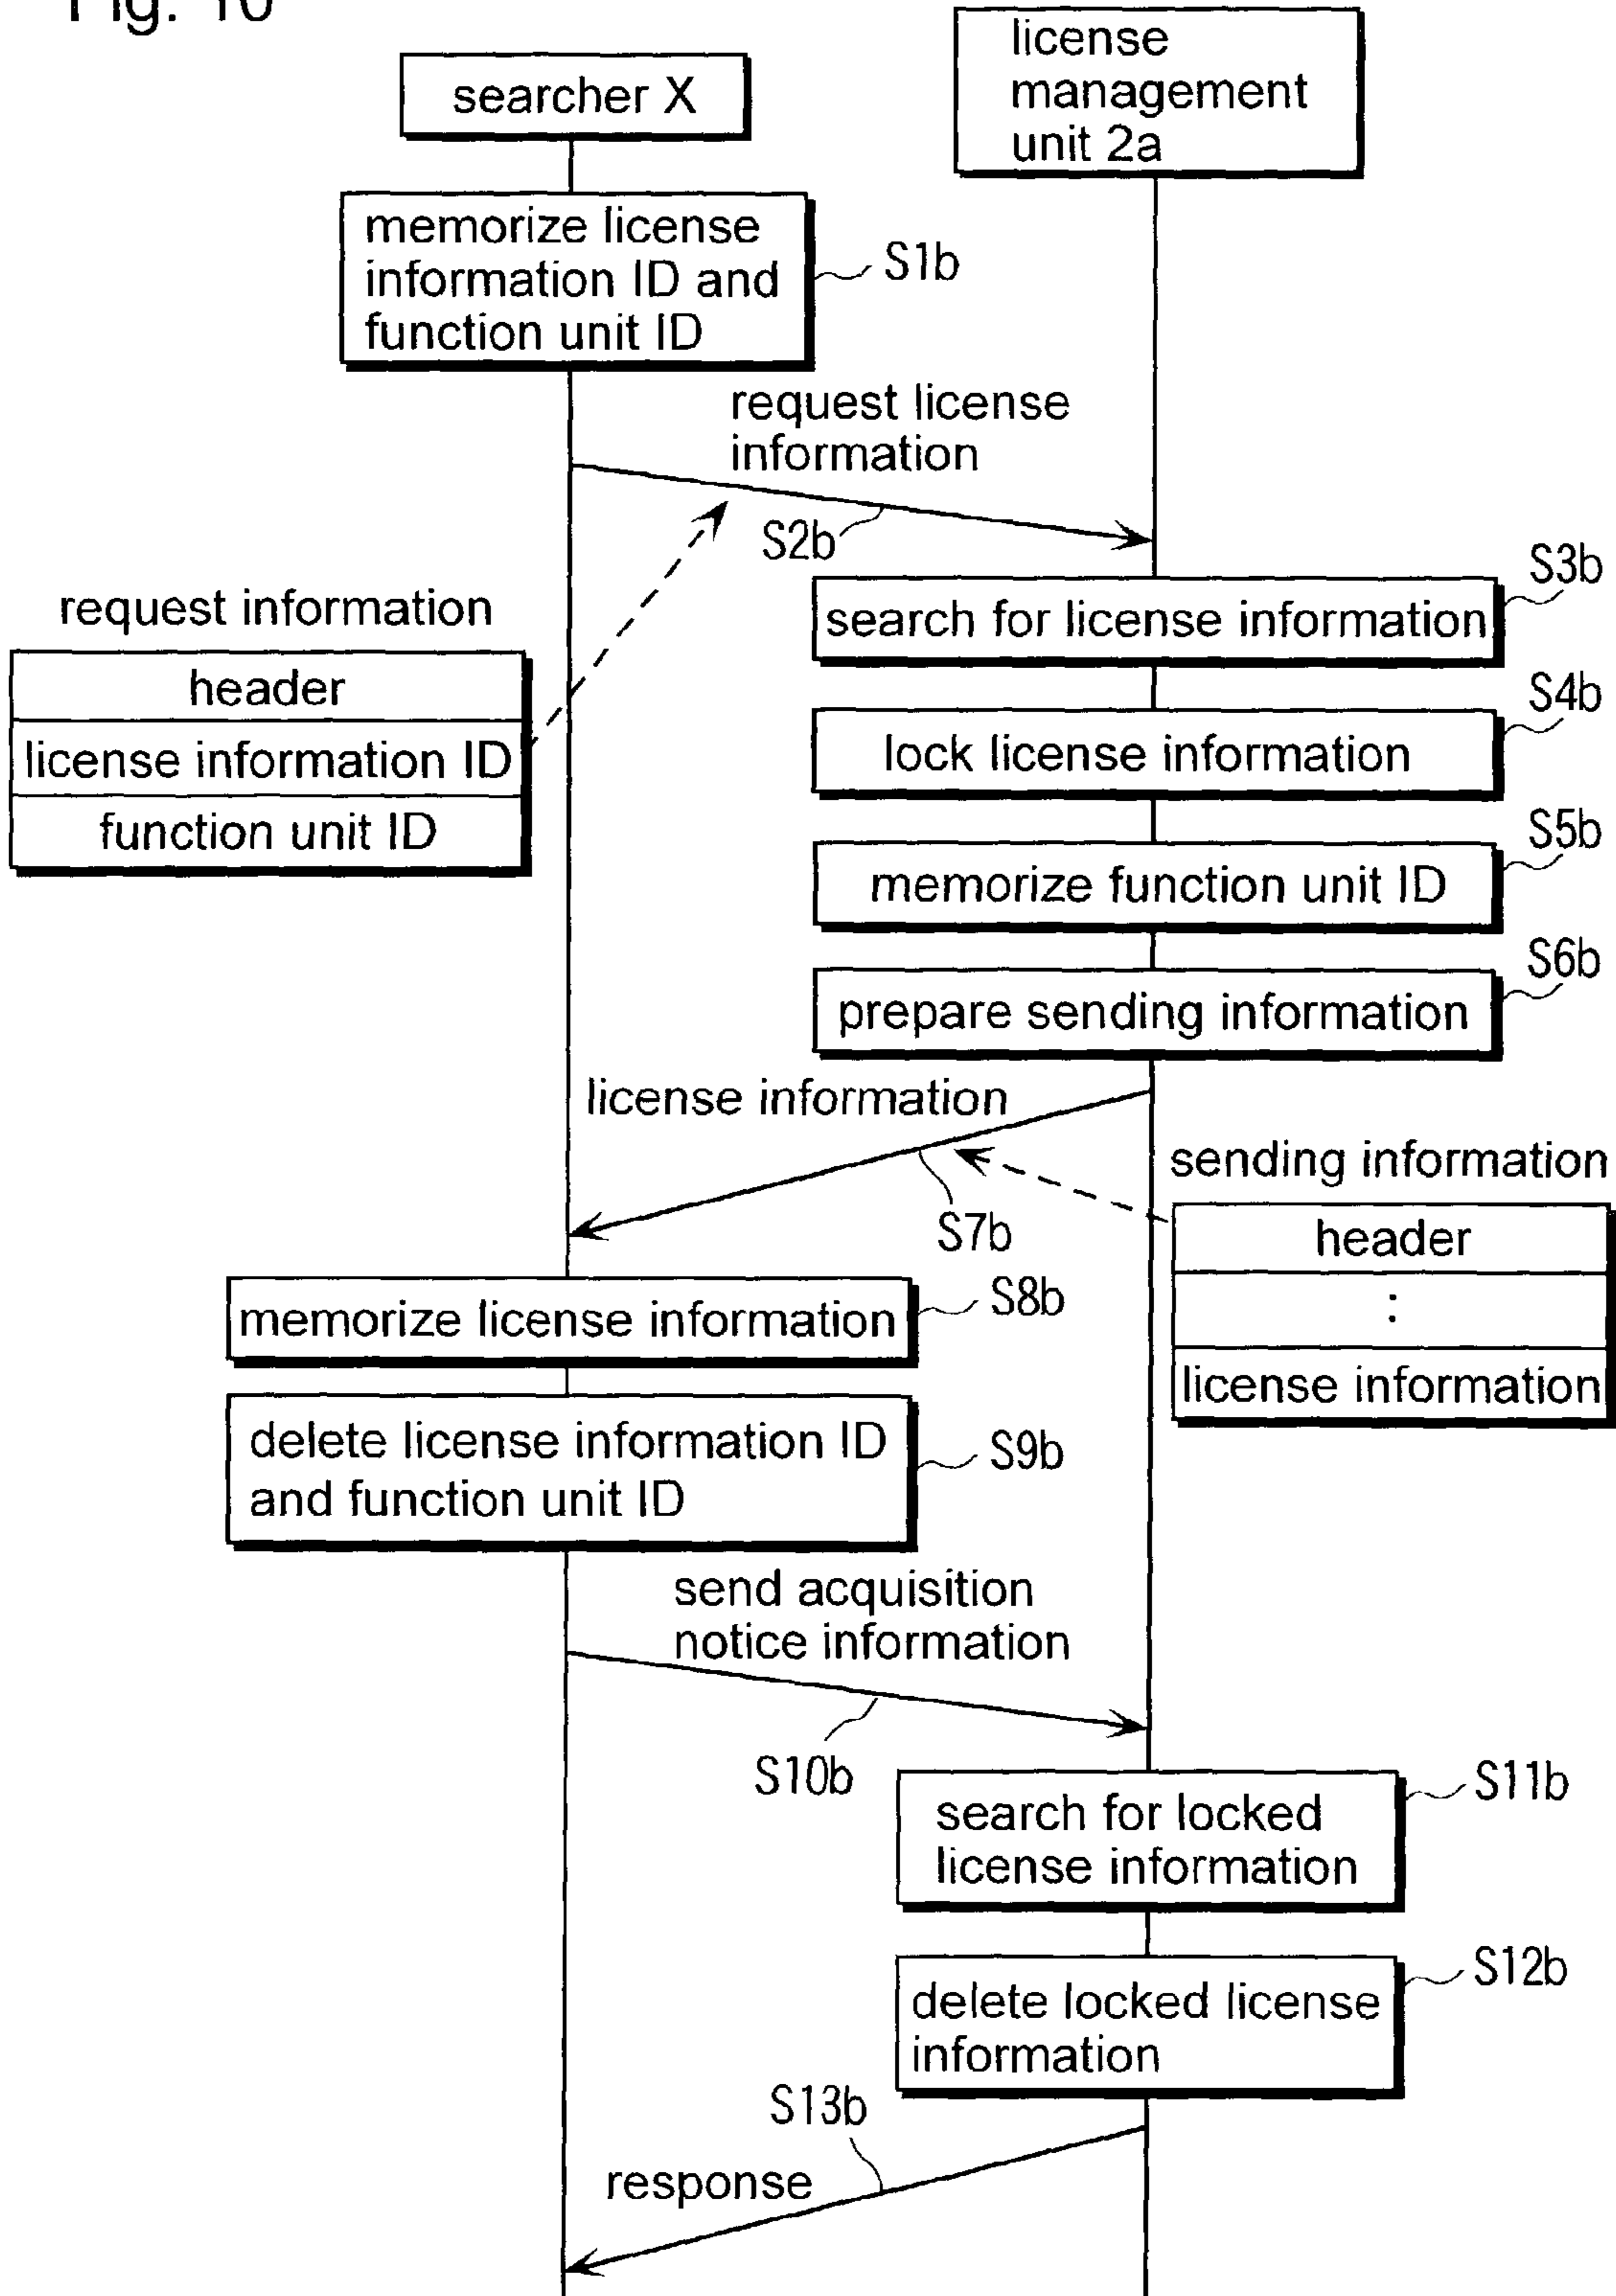 Fig. 10
searcher X
license
management
unit 2a
memorize license
information ID and
function unit ID
S1b
request license
information
S2b
request information
header
license information ID
function unit ID
S3b
search for license information
S4b
lock license information
S5b
memorize function unit ID
S6b
prepare sending information
license information
S7b
sending information
header
:
license information
memorize license information
S8b
delete license information ID
and function unit ID
S9b
send acquisition
notice information
S10b
search for locked
license information
S11b
delete locked license
information
S12b
S13b
response